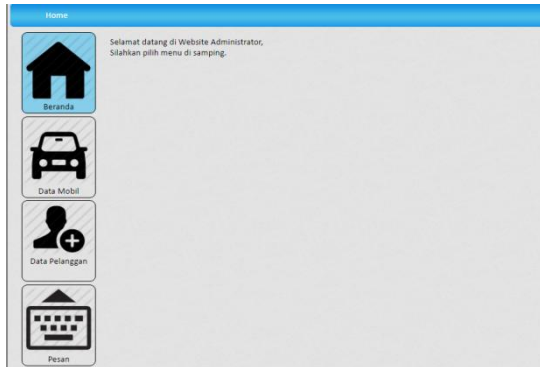 Home
Selamat datang di Website Administrator,
Silahkan pilih menu di samping.
Beranda
Data Mobil
Data Pelanggan
Pesan